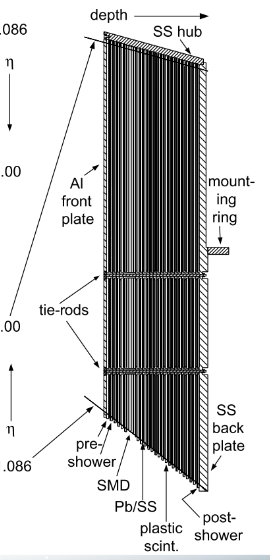 depth
SS hub
.086
η
.00
Al
front
plate
mount-
ing
ring
tie-rods
.00
η
.086
SS
back
plate
pre-
shower
SMD
Pb/SS
plastic
scint.
post-
shower